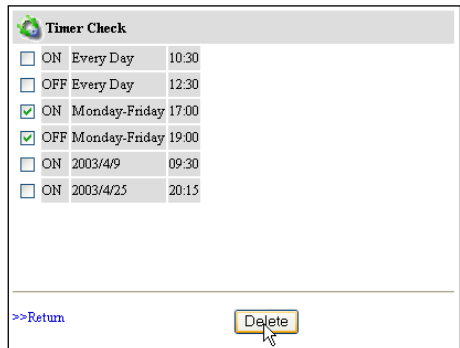 Timer Check
ON Every Day 10:30
OFF Every Day 12:30
ON Monday-Friday 17:00
OFF Monday-Friday 19:00
ON 2003/4/9 09:30
ON 2003/4/25 20:15
>>Return
Delete